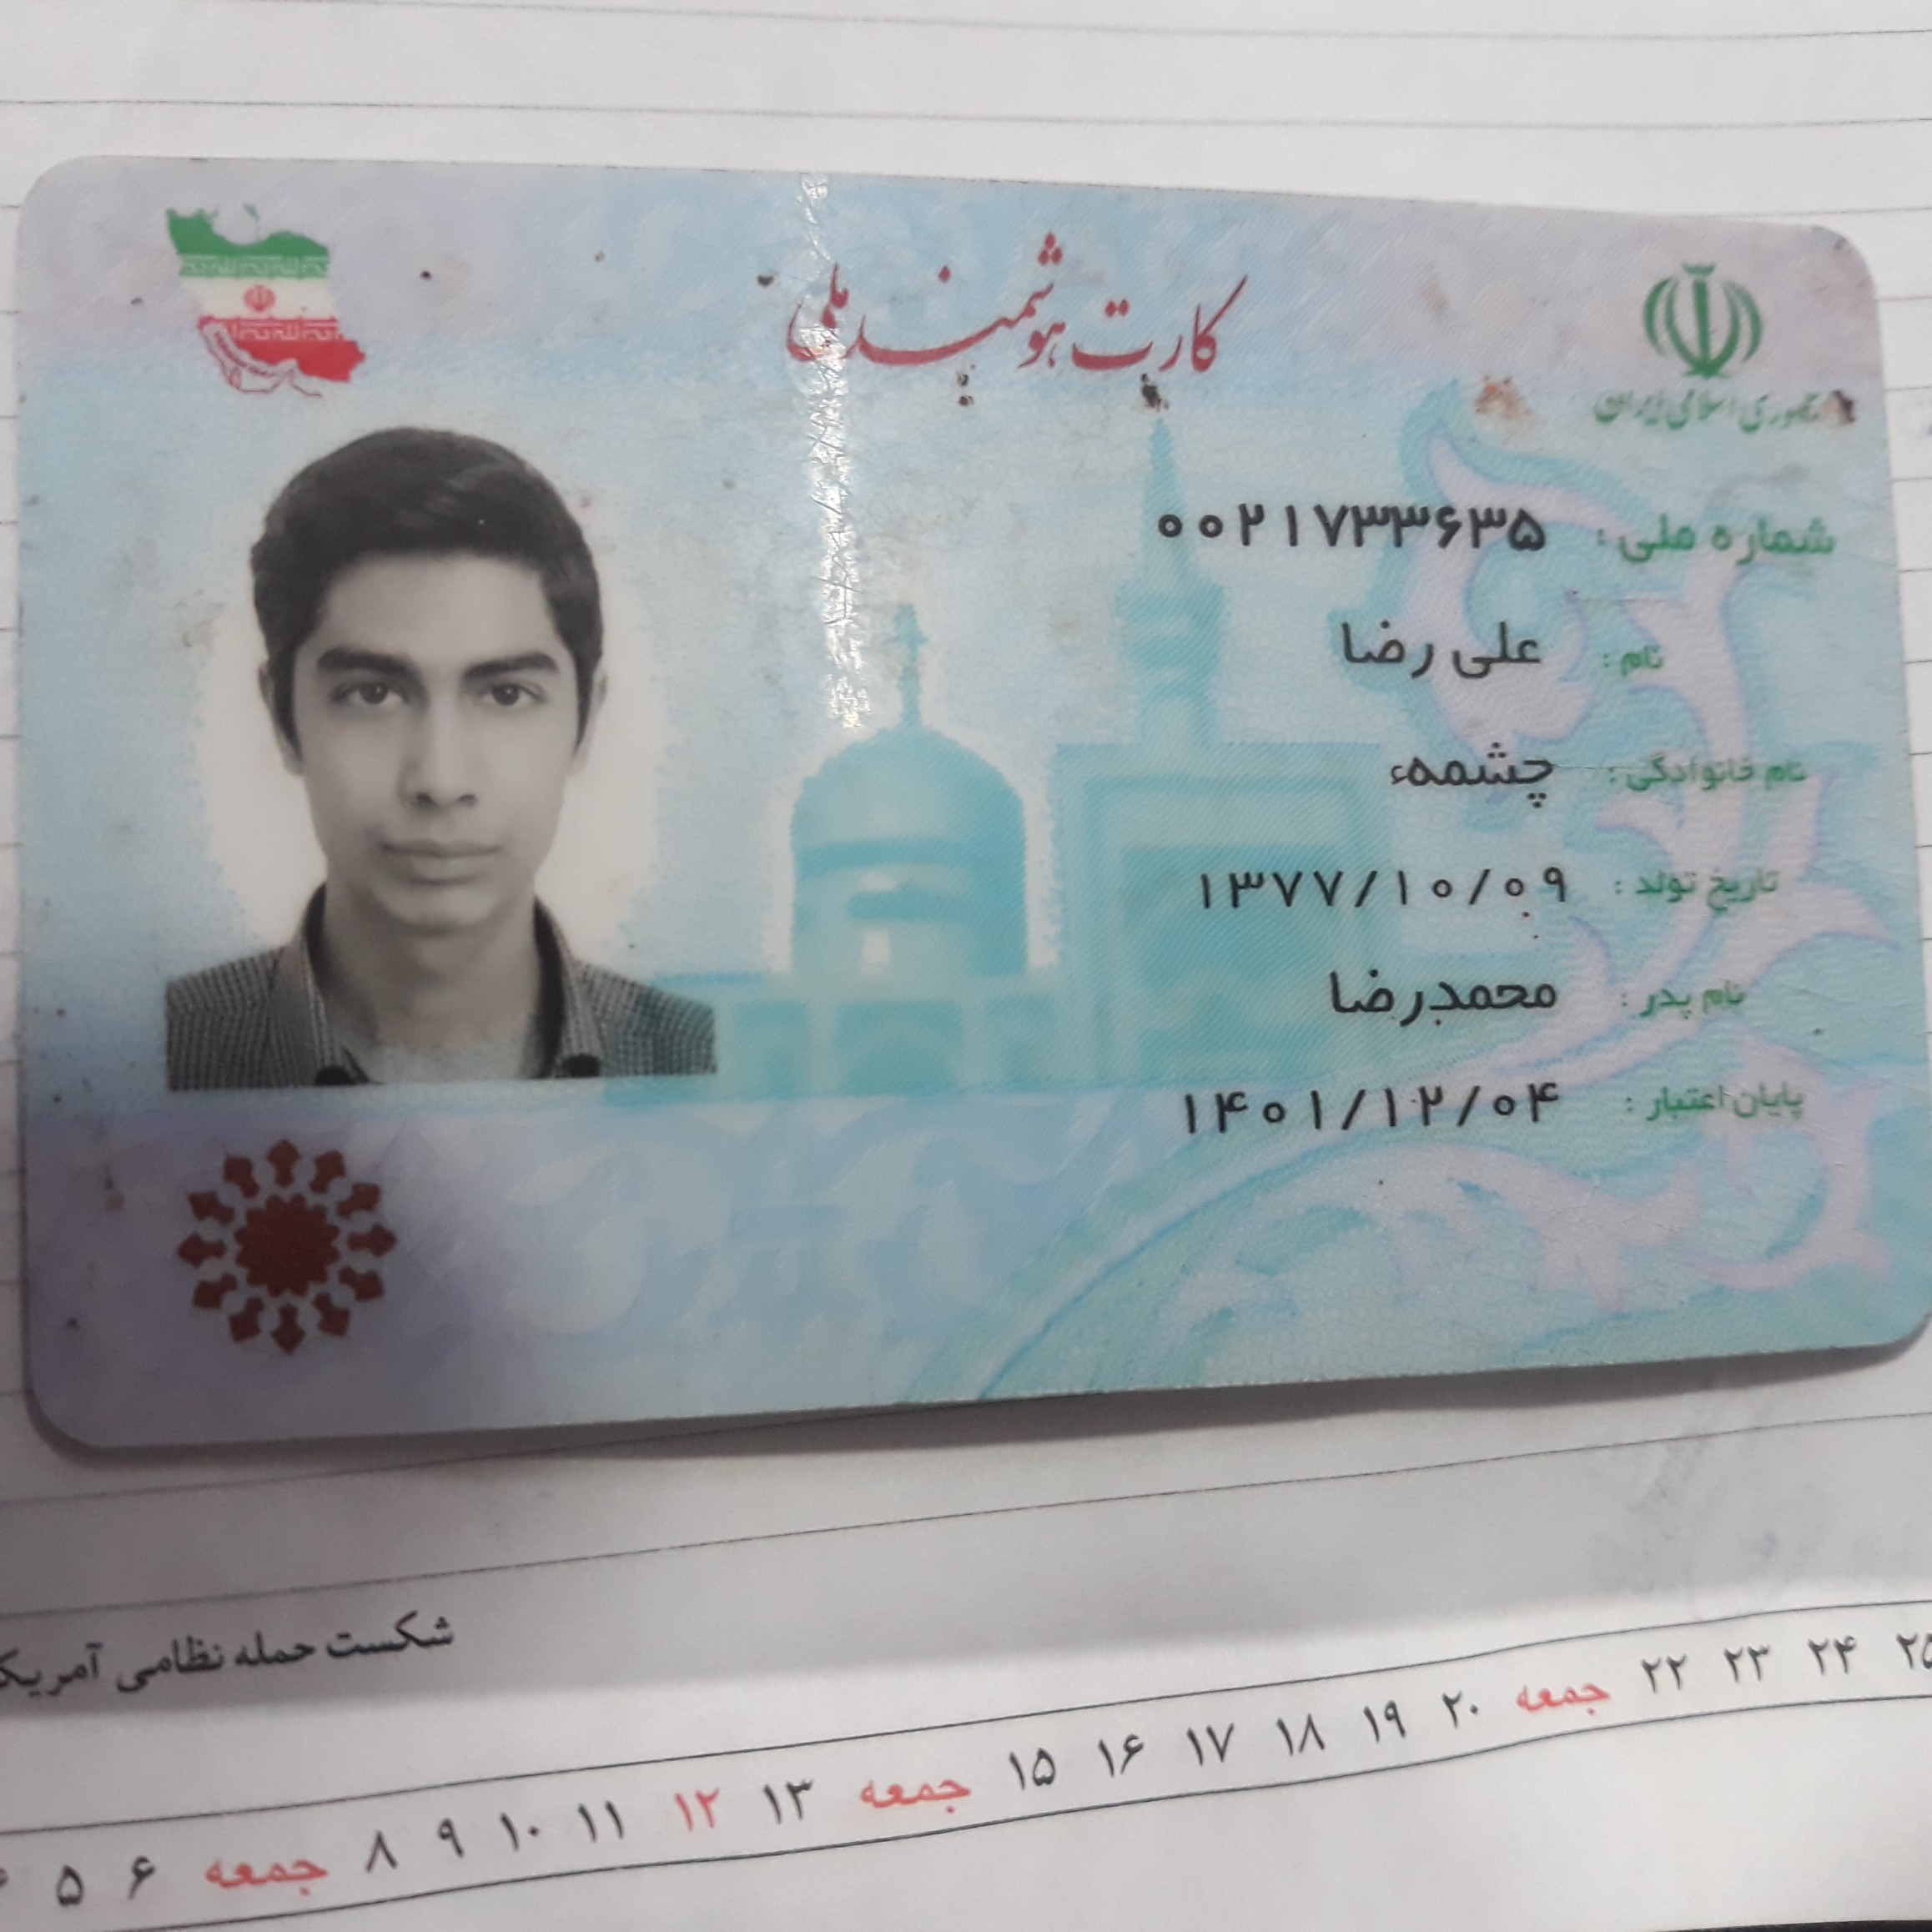 کارت هوشمند ملی
جمهوری اسلامی ایران
شماره ملی : ۰۰۲۱۷۳۳۶۳۵
نام : علی رضا
نام خانوادگی : چشمهء
تاریخ تولد : ۱۳۷۷/۱۰/۰۹
نام پدر : محمدرضا
پایان اعتبار : ۱۴۰۱/۱۲/۰۴
شکست حمله نظامی
۵ ۶ جمعه ۸ ۹ ۱۰ ۱۱ ۱۲ ۱۳ جمعه ۱۵ ۱۶ ۱۷ ۱۸ ۱۹ ۲۰ جمعه ۲۲ ۲۳ ۲۴ ۲۵